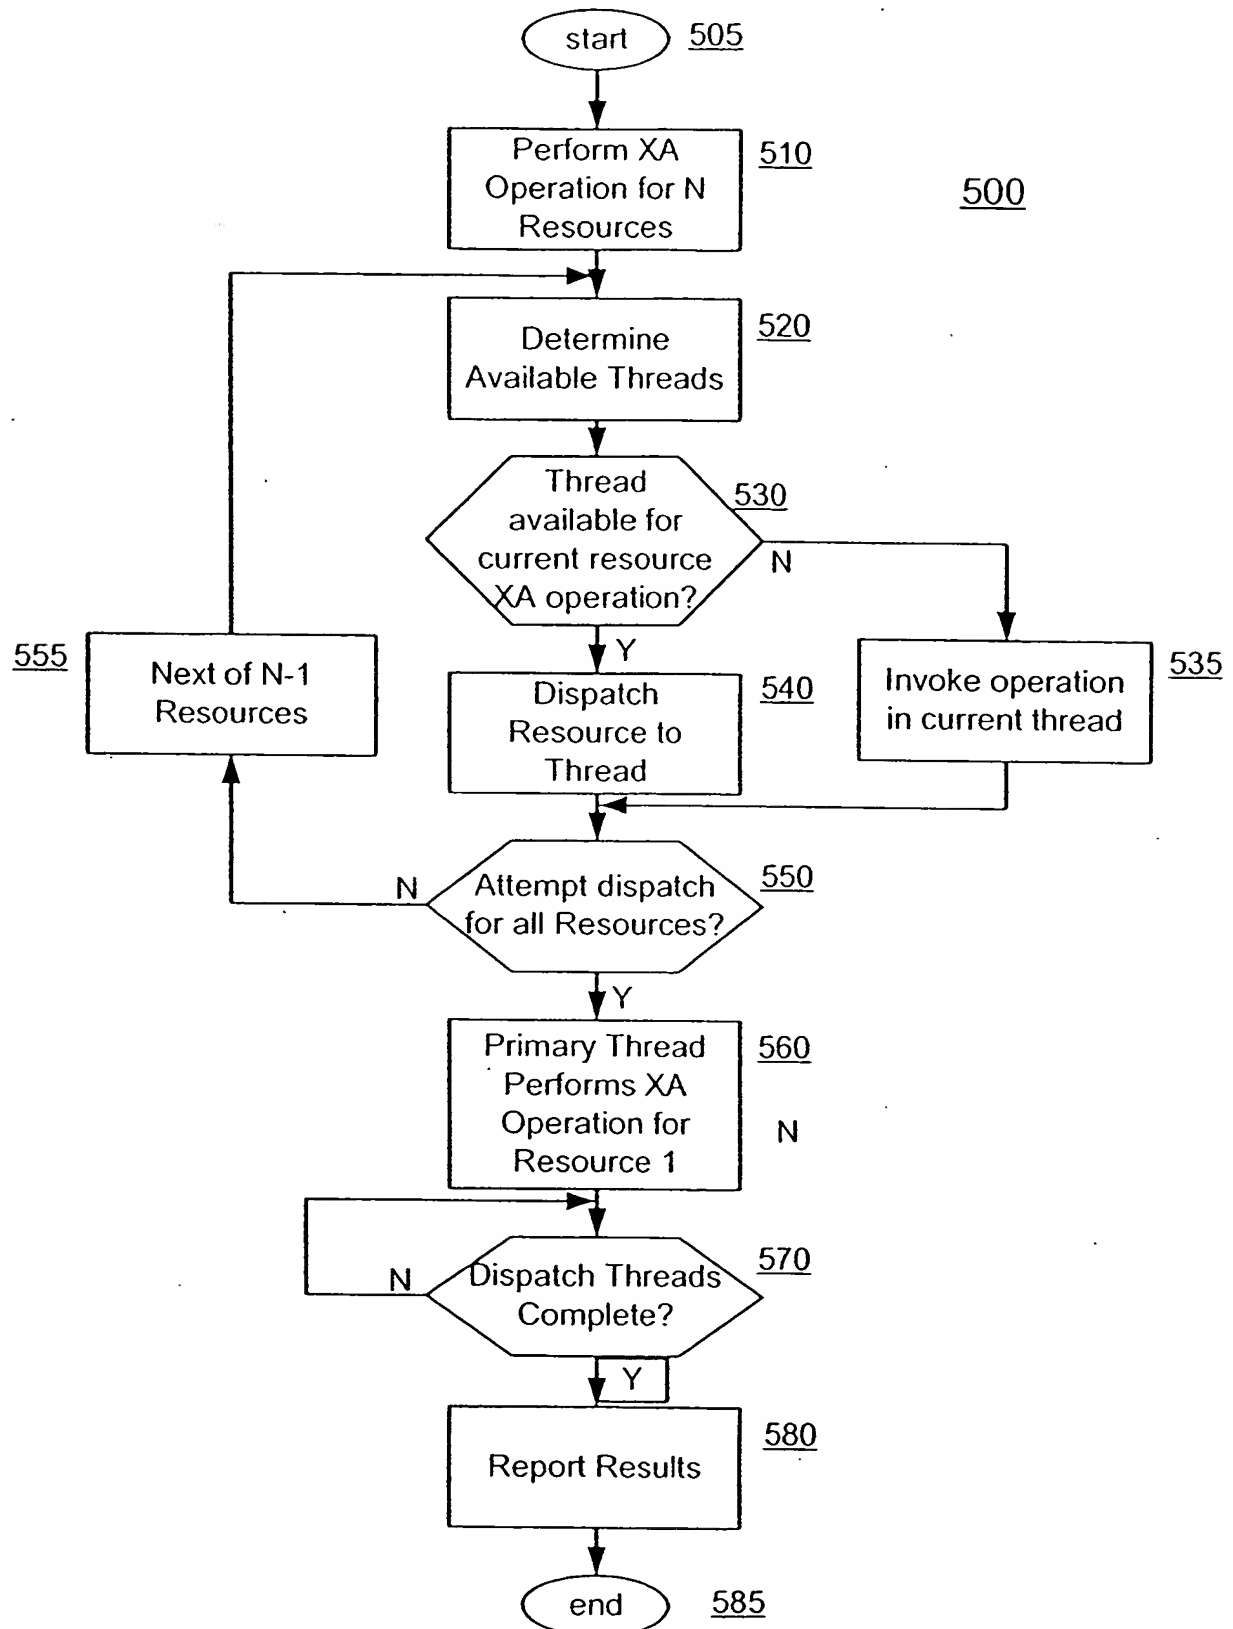 start 505
Perform XA
Operation for N
Resources
510
500
Determine
Available Threads
520
Thread
available for
current resource
XA operation?
530
N
Y
555
Next of N-1
Resources
Dispatch
Resource to
Thread
540
Invoke operation
in current thread
535
Attempt dispatch
for all Resources?
550
N
Y
Primary Thread
Performs XA
Operation for
Resource 1
560
N
Dispatch Threads
Complete?
570
N
Y
Report Results
580
end 585